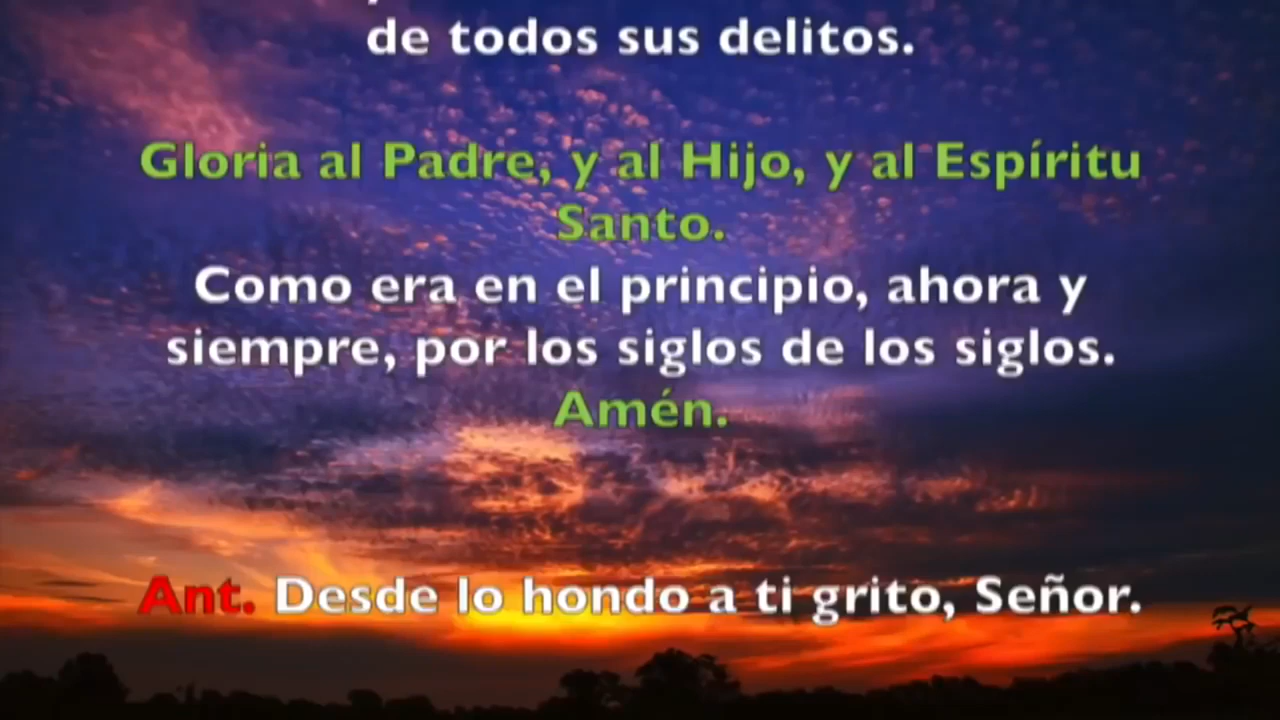 de todos sus delitos.
Gloria al Padre, y al Hijo, y al Espíritu
Santo.
Como era en el principio, ahora y
siempre, por los siglos de los siglos.
Amén.
Ant. Desde lo hondo a ti grito, Señor.